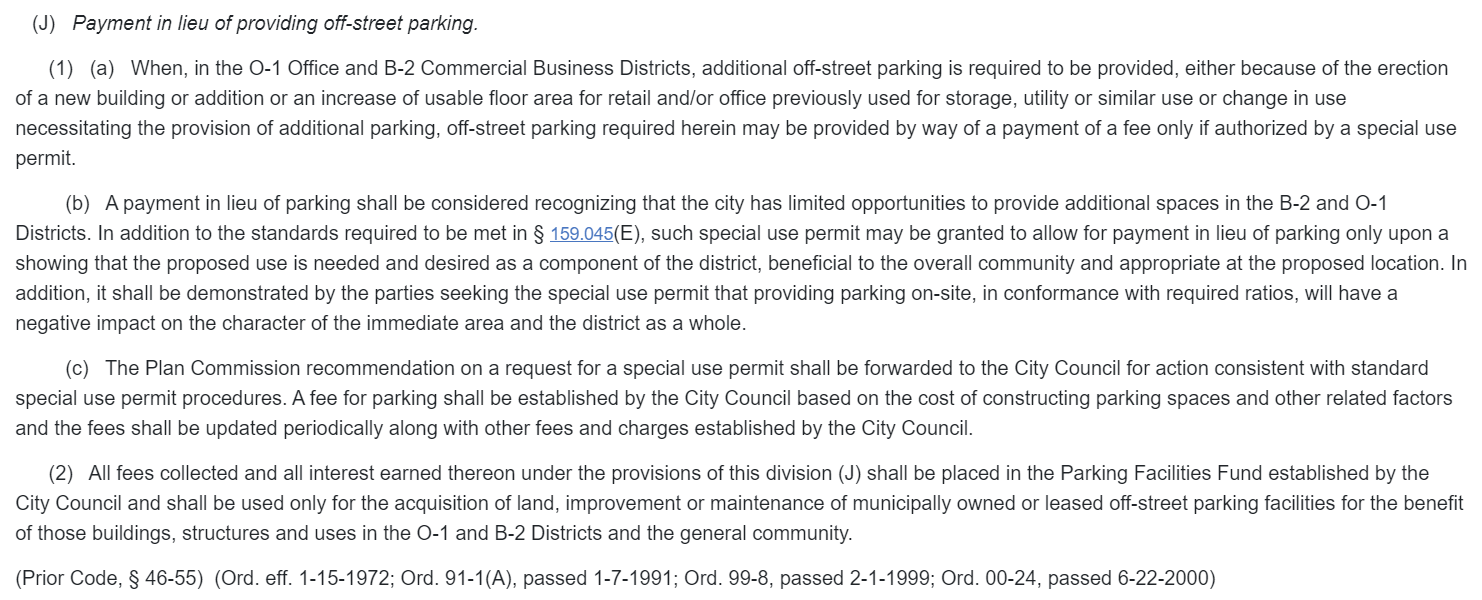 (J) Payment in lieu of providing off-street parking.
(1) (a) When, in the O-1 Office and B-2 Commercial Business Districts, additional off-street parking is required to be provided, either because of the erection
of a new building or addition or an increase of usable floor area for retail and/or office previously used for storage, utility or similar use or change in use
necessitating the provision of additional parking, off-street parking required herein may be provided by way of a payment of a fee only if authorized by a special use
permit.
(b) A payment in lieu of parking shall be considered recognizing that the city has limited opportunities to provide additional spaces in the B-2 and O-1
Districts. In addition to the standards required to be met in § 159.045(E), such special use permit may be granted to allow for payment in lieu of parking only upon a
showing that the proposed use is needed and desired as a component of the district, beneficial to the overall community and appropriate at the proposed location. In
addition, it shall be demonstrated by the parties seeking the special use permit that providing parking on-site, in conformance with required ratios, will have a
negative impact on the character of the immediate area and the district as a whole.
(c) The Plan Commission recommendation on a request for a special use permit shall be forwarded to the City Council for action consistent with standard
special use permit procedures. A fee for parking shall be established by the City Council based on the cost of constructing parking spaces and other related factors
and the fees shall be updated periodically along with other fees and charges established by the City Council.
(2) All fees collected and all interest earned thereon under the provisions of this division (J) shall be placed in the Parking Facilities Fund established by the
City Council and shall be used only for the acquisition of land, improvement or maintenance of municipally owned or leased off-street parking facilities for the benefit
of those buildings, structures and uses in the O-1 and B-2 Districts and the general community.
(Prior Code, § 46-55) (Ord. eff. 1-15-1972; Ord. 91-1(A), passed 1-7-1991; Ord. 99-8, passed 2-1-1999; Ord. 00-24, passed 6-22-2000)